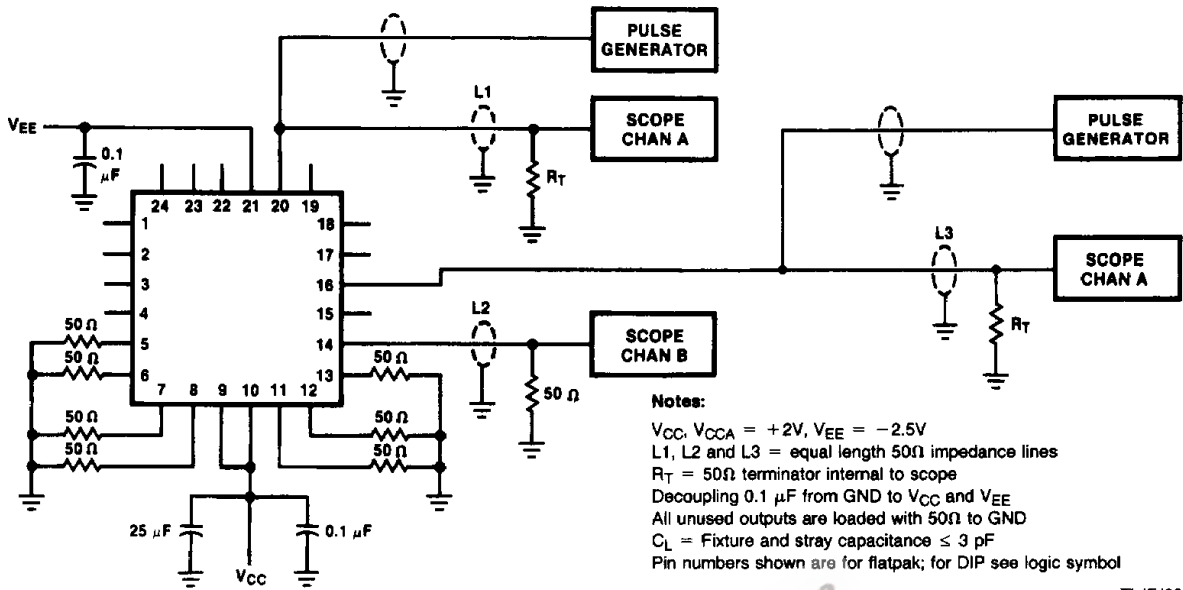 PULSE
GENERATOR
L1
SCOPE
CHAN A
RT
VEE
0.1
µF
PULSE
GENERATOR
L3
SCOPE
CHAN A
RT
24 23 22 21 20 19
1
2
3
4
5
6
18
17
16
15
14
13
7 8 9 10 11 12
50 Ω
50 Ω
50 Ω
50 Ω
50 Ω
50 Ω
50 Ω
L2
SCOPE
CHAN B
50 Ω
25 µF
0.1 µF
VCC
Notes:
VCC, VCCA = +2V, VEE = −2.5V
L1, L2 and L3 = equal length 50Ω impedance lines
RT = 50Ω terminator internal to scope
Decoupling 0.1 µF from GND to VCC and VEE
All unused outputs are loaded with 50Ω to GND
CL = Fixture and stray capacitance ≤ 3 pF
Pin numbers shown are for flatpak; for DIP see logic symbol